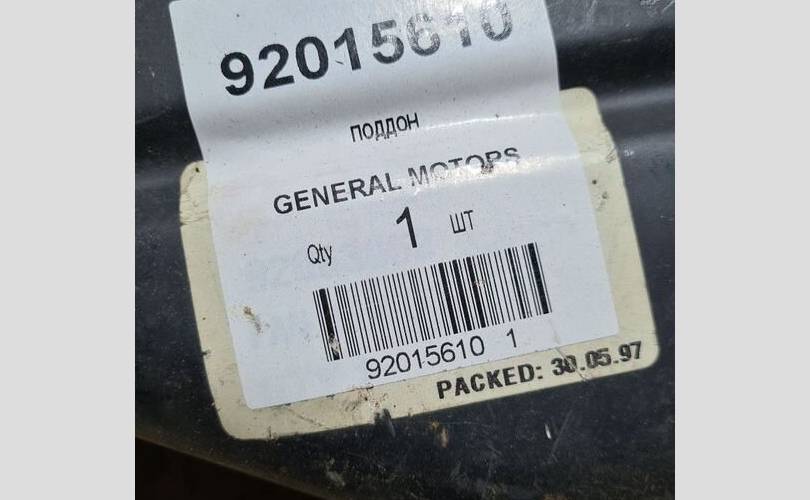 92015610
поддон
GENERAL MOTORS
Qty 1 шт
92015610 1
PACKED: 30.05.97